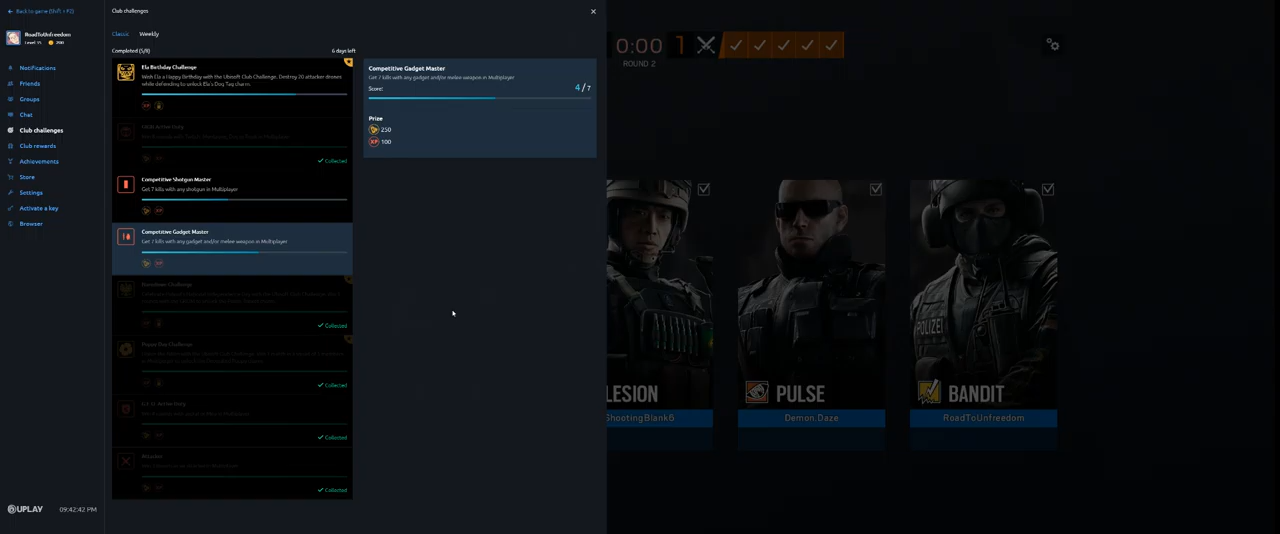 Back to game (Shift + F2)
RoadToUnfreedom
Level 21 200
Notifications
Friends
Groups
Chat
Club challenges
Club rewards
Achievements
Store
Settings
Activate a key
Browser
UPLAY 09:42:42 PM
Club challenges
Classic Weekly
Completed (5/8) 6 days left
Ela Birthday Challenge
Wish Ela a Happy Birthday with the Ubisoft Club Challenge. Destroy 20 attacker drones
while defending to unlock Ela's Dog Tag charm.
Collected
Competitive Shotgun Master
Get 7 kills with any shotgun in Multiplayer
Competitive Gadget Master
Get 7 kills with any gadget and/or melee weapon in Multiplayer
Collected
Collected
Collected
Collected
Competitive Gadget Master
Get 7 kills with any gadget and/or melee weapon in Multiplayer
Score: 4/7
Prize
250
100
0:00 1
ROUND 2
LESION
ShootingBlank6
PULSE
Demon.Daze
POLIZEI
BANDIT
RoadToUnfreedom